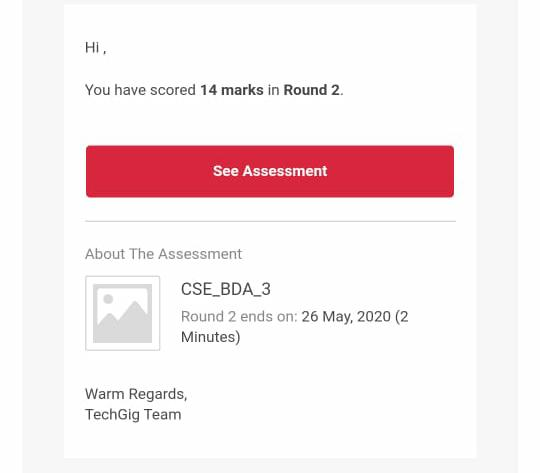 Hi ,
You have scored 14 marks in Round 2.
See Assessment
About The Assessment
CSE_BDA_3
Round 2 ends on: 26 May, 2020 (2
Minutes)
Warm Regards,
TechGig Team